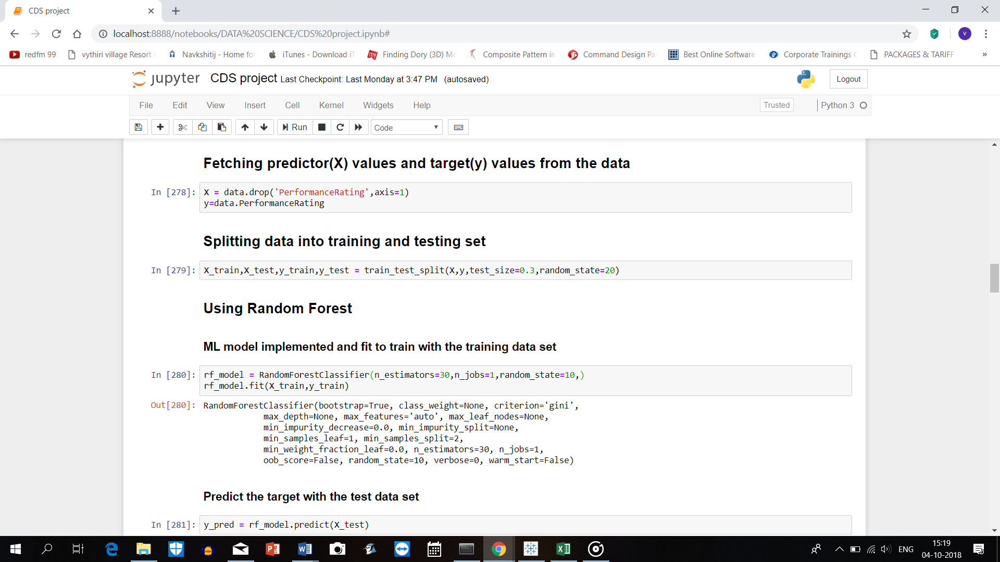 CDS project
localhost:8888/notebooks/DATA%20SCIENCE/CDS%20project.ipynb#
V
redfm 99
vythiri village Resort
Navkshitij - Home fo
iTunes - Download iT
my
Finding Dory (3D) Mo
Composite Pattern in
Command Design Pa
Best Online Software
Corporate Trainings
PACKAGES & TARIFF
»
jupyter CDS project Last Checkpoint: Last Monday at 3:47 PM (autosaved)
Logout
File Edit View Insert Cell Kernel Widgets Help
Trusted
Python 3
Run
Code
Fetching predictor(X) values and target(y) values from the data
In [278]: X = data.drop('PerformanceRating',axis=1)
y=data.PerformanceRating
Splitting data into training and testing set
In [279]: X_train,X_test,y_train,y_test = train_test_split(X,y,test_size=0.3,random_state=20)
Using Random Forest
ML model implemented and fit to train with the training data set
In [280]: rf_model = RandomForestClassifier(n_estimators=30,n_jobs=1,random_state=10,)
rf_model.fit(X_train,y_train)
Out[280]: RandomForestClassifier(bootstrap=True, class_weight=None, criterion='gini',
max_depth=None, max_features='auto', max_leaf_nodes=None,
min_impurity_decrease=0.0, min_impurity_split=None,
min_samples_leaf=1, min_samples_split=2,
min_weight_fraction_leaf=0.0, n_estimators=30, n_jobs=1,
oob_score=False, random_state=10, verbose=0, warm_start=False)
Predict the target with the test data set
In [281]: y_pred = rf_model.predict(X_test)
ENG
15:19
04-10-2018